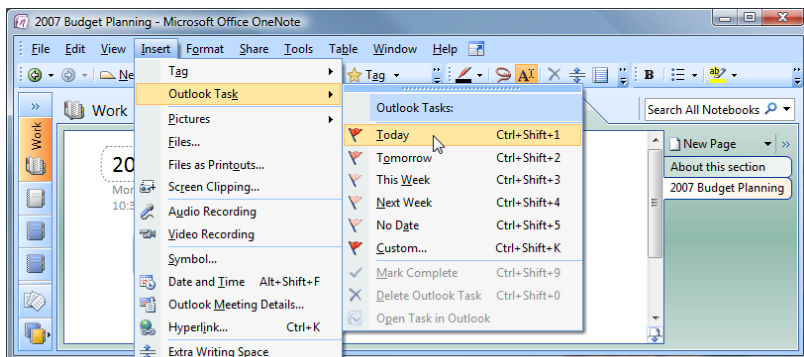 2007 Budget Planning - Microsoft Office OneNote
File Edit View Insert Format Share Tools Table Window Help
Ne
Tag
B
Work
Search All Notebooks
Work
20
Mor
10:3
Tag
Outlook Task
Pictures
Files...
Files as Printouts...
Screen Clipping...
Audio Recording
Video Recording
Symbol...
Date and Time Alt+Shift+F
Outlook Meeting Details...
Hyperlink... Ctrl+K
Extra Writing Space
Outlook Tasks:
Today Ctrl+Shift+1
Tomorrow Ctrl+Shift+2
This Week Ctrl+Shift+3
Next Week Ctrl+Shift+4
No Date Ctrl+Shift+5
Custom... Ctrl+Shift+K
Mark Complete Ctrl+Shift+9
Delete Outlook Task Ctrl+Shift+0
Open Task in Outlook
New Page
About this section
2007 Budget Planning